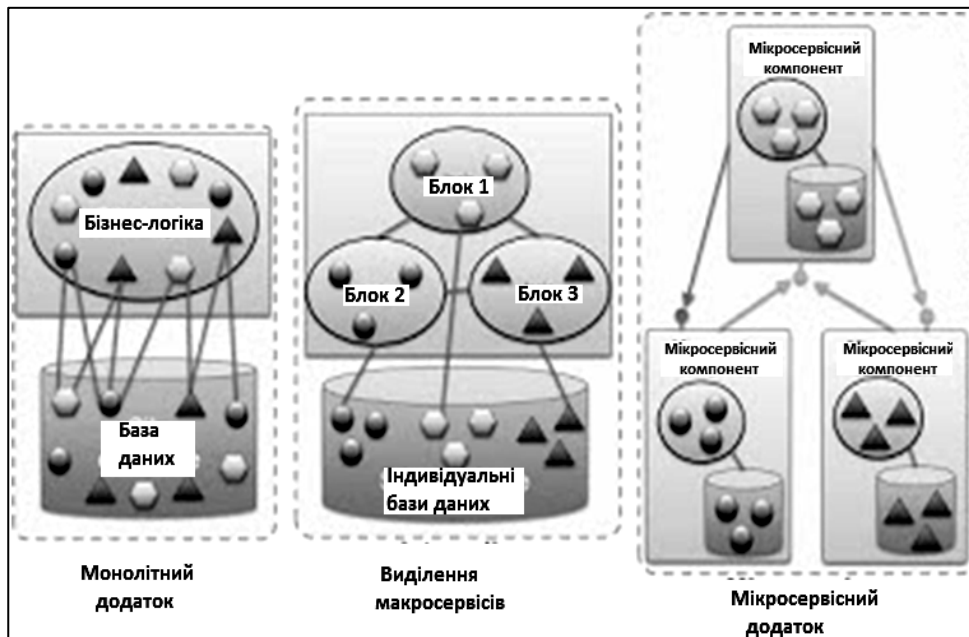 Бізнес-логіка
База
даних
Монолітний
додаток
Блок 1
Блок 2
Блок 3
Індивідуальні
бази даних
Виділення
макросервісів
Мікросервісний
компонент
Мікросервісний
компонент
Мікросервісний
компонент
Мікросервісний
додаток